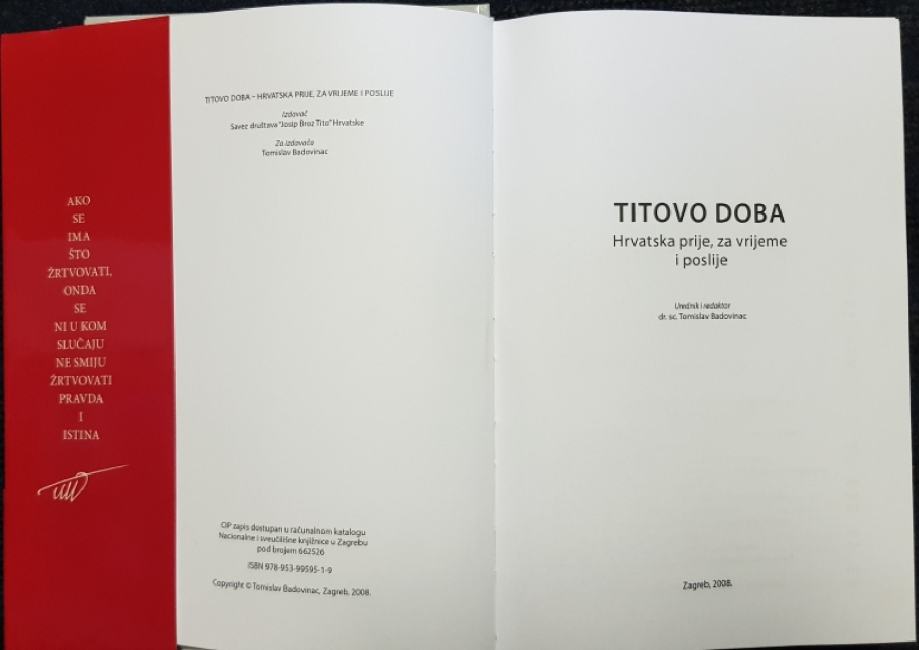 AKO
SE
IMA
ŠTO
ŽRTVOVATI,
ONDA
SE
NI U KOM
SLUČAJU
NE SMIJU
ŽRTVOVATI
PRAVDA
I
ISTINA
TITOVO DOBA – HRVATSKA PRIJE, ZA VRIJEME I POSLIJE
Izdavač
Savez društava "Josip Broz Tito" Hrvatske
Za izdavača
Tomislav Badovinac
CIP zapis dostupan u računalnom katalogu
Nacionalne i sveučilišne knjižnice u Zagrebu
pod brojem 662526
ISBN 978-953-99595-1-9
Copyright © Tomislav Badovinac, Zagreb, 2008.
TITOVO DOBA
Hrvatska prije, za vrijeme
i poslije
Urednik i redaktor
dr. sc. Tomislav Badovinac
Zagreb, 2008.